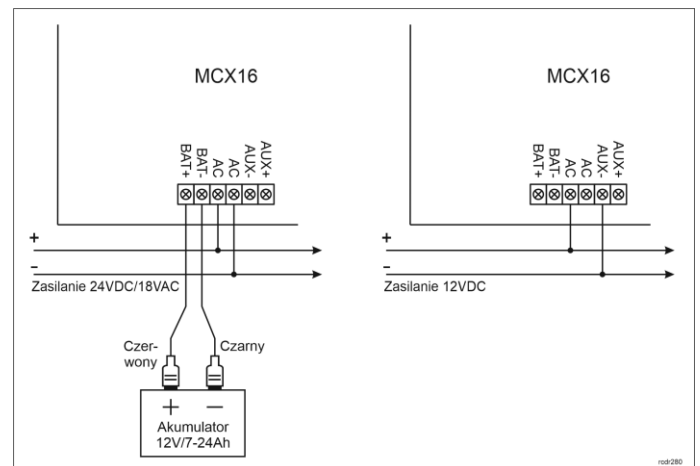 MCX16
BAT+
BAT-
AC
AC
AUX-
AUX+
+
-
Zasilanie 24VDC/18VAC
Czer-
wony
Czarny
+ -
Akumulator
12V/7-24Ah
MCX16
BAT+
BAT-
AC
AC
AUX-
AUX+
+
-
Zasilanie 12VDC